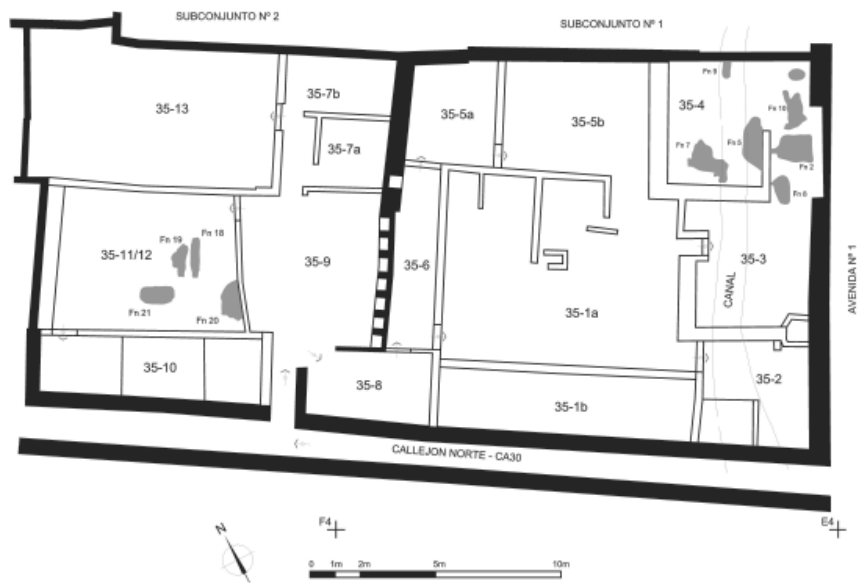 SUBCONJUNTO Nº 2
SUBCONJUNTO Nº 1
35-13
35-7b
35-7a
35-5a
35-5b
35-4
Fn 9
Fn 10
Fn 5
Fn 7
Fn 2
Fn 6
35-11/12
Fn 19
Fn 18
Fn 21
Fn 20
35-9
35-6
35-1a
35-3
CANAL
AVENIDA Nº 1
35-10
35-8
35-1b
35-2
CALLEJON NORTE - CA30
N
F4
E4
0 1m 2m 5m 10m